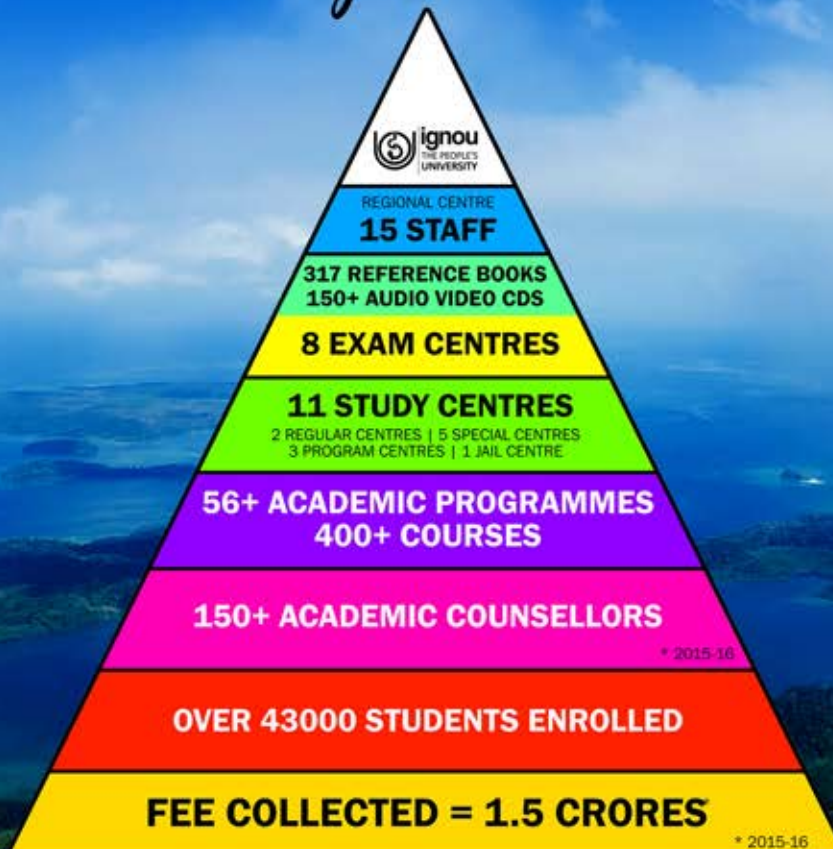 ignou
THE PEOPLE'S
UNIVERSITY
REGIONAL CENTRE
15 STAFF
317 REFERENCE BOOKS
150+ AUDIO VIDEO CDS
8 EXAM CENTRES
11 STUDY CENTRES
2 REGULAR CENTRES | 5 SPECIAL CENTRES
3 PROGRAM CENTRES | 1 JAIL CENTRE
56+ ACADEMIC PROGRAMMES
400+ COURSES
150+ ACADEMIC COUNSELLORS
* 2015-16
OVER 43000 STUDENTS ENROLLED
FEE COLLECTED = 1.5 CRORES*
* 2015-16